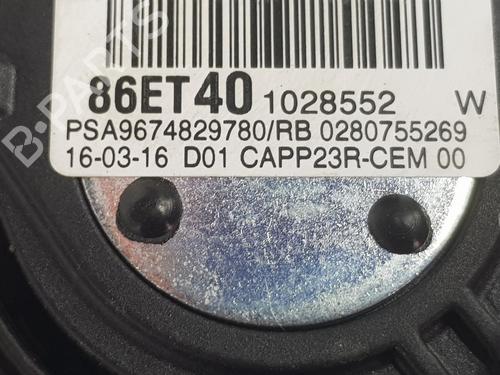 86ET40 1028552 W
PSA9674829780/RB 0280755269
16-03-16 D01 CAPP23R-CEM 00
B-PARTS